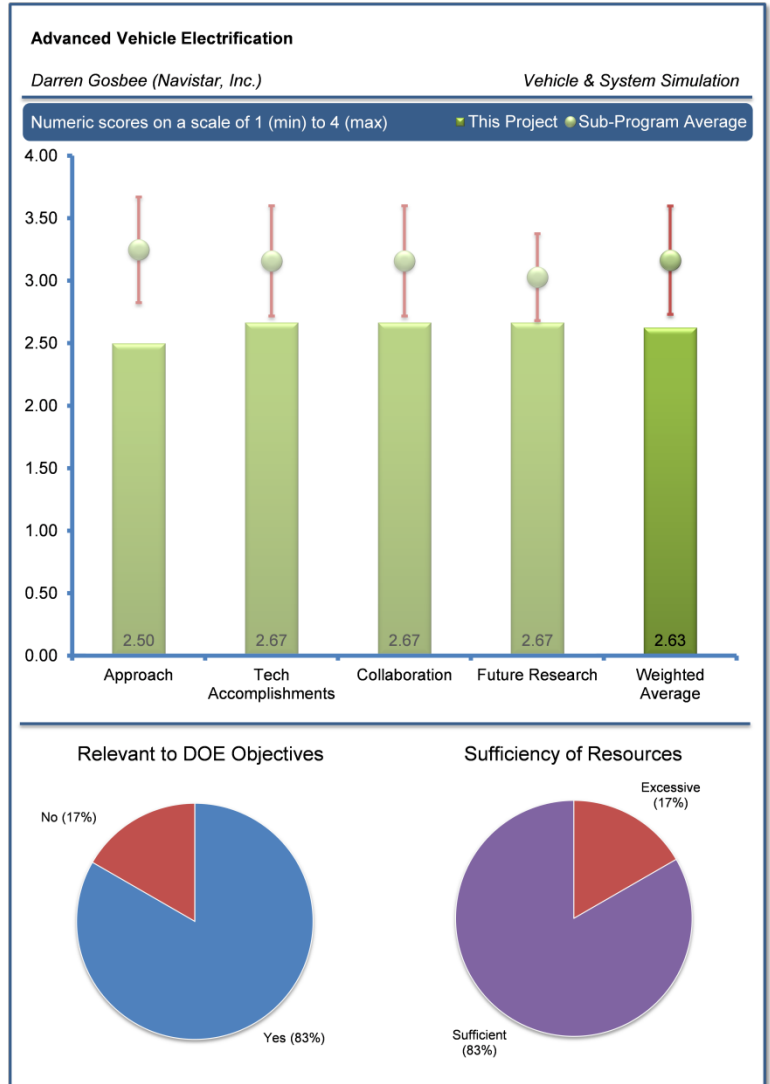 Advanced Vehicle Electrification
Darren Gosbee (Navistar, Inc.) Vehicle & System Simulation
Numeric scores on a scale of 1 (min) to 4 (max) This Project Sub-Program Average
4.00
3.50
3.00
2.50
2.00
1.50
1.00
0.50
0.00
2.50 2.67 2.67 2.67 2.63
Approach Tech Accomplishments Collaboration Future Research Weighted Average
Relevant to DOE Objectives Sufficiency of Resources
No (17%)
Yes (83%)
Excessive
(17%)
Sufficient
(83%)